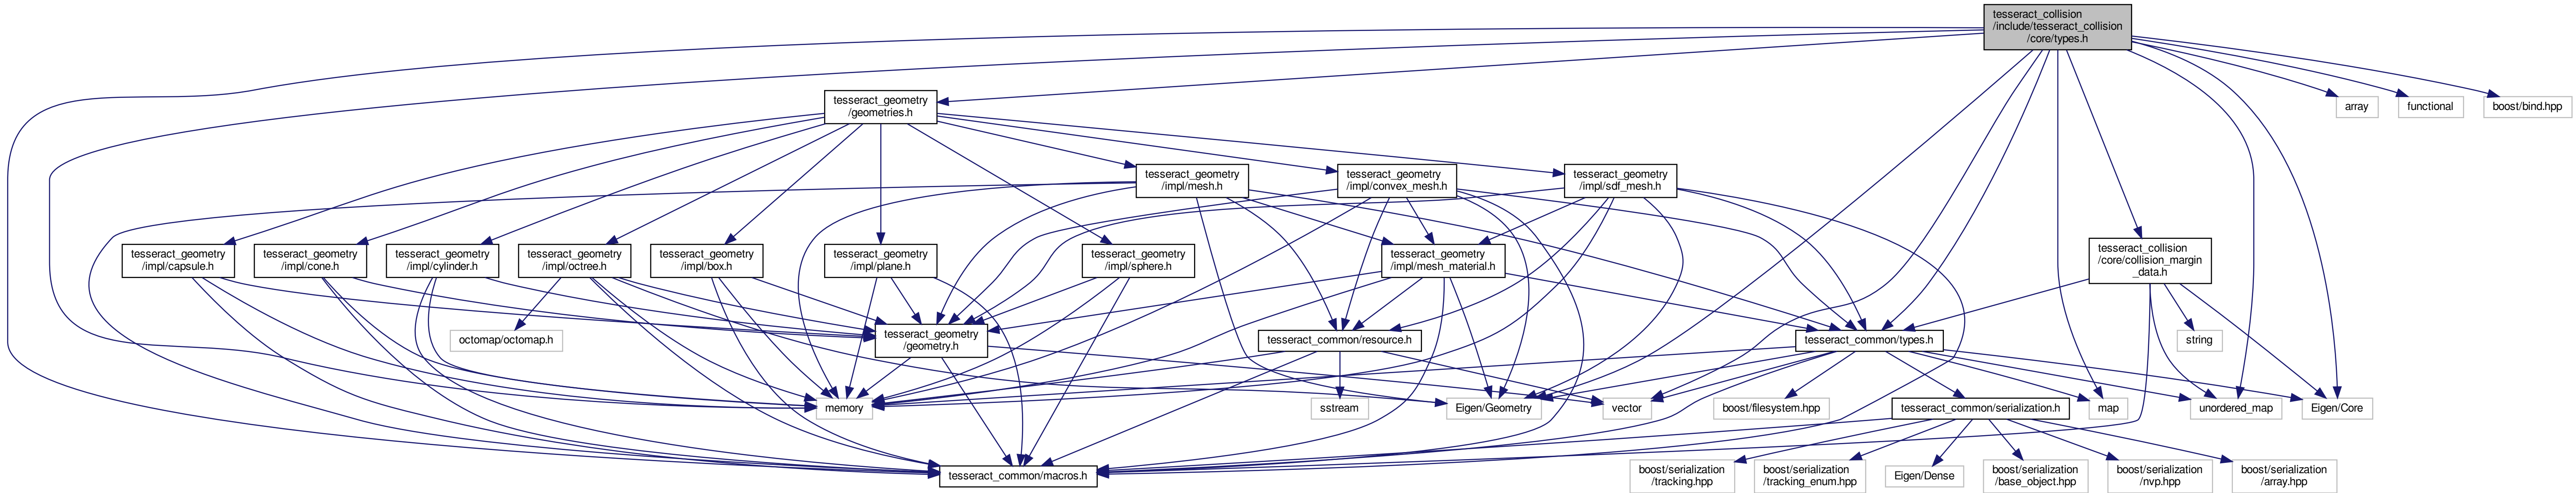 tesseract_collision
/include/tesseract_collision
/core/types.h
tesseract_geometry
/geometries.h
array
functional
boost/bind.hpp
tesseract_geometry
/impl/mesh.h
tesseract_geometry
/impl/convex_mesh.h
tesseract_geometry
/impl/sdf_mesh.h
tesseract_geometry
/impl/capsule.h
tesseract_geometry
/impl/cone.h
tesseract_geometry
/impl/cylinder.h
tesseract_geometry
/impl/octree.h
tesseract_geometry
/impl/box.h
tesseract_geometry
/impl/plane.h
tesseract_geometry
/impl/sphere.h
tesseract_geometry
/impl/mesh_material.h
tesseract_collision
/core/collision_margin
_data.h
octomap/octomap.h
tesseract_geometry
/geometry.h
tesseract_common/resource.h
tesseract_common/types.h
string
memory
sstream
Eigen/Geometry
vector
boost/filesystem.hpp
tesseract_common/serialization.h
map
unordered_map
Eigen/Core
tesseract_common/macros.h
boost/serialization
/tracking.hpp
boost/serialization
/tracking_enum.hpp
Eigen/Dense
boost/serialization
/base_object.hpp
boost/serialization
/nvp.hpp
boost/serialization
/array.hpp